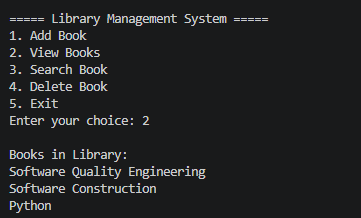 ===== Library Management System =====
1. Add Book
2. View Books
3. Search Book
4. Delete Book
5. Exit
Enter your choice: 2
Books in Library:
Software Quality Engineering
Software Construction
Python